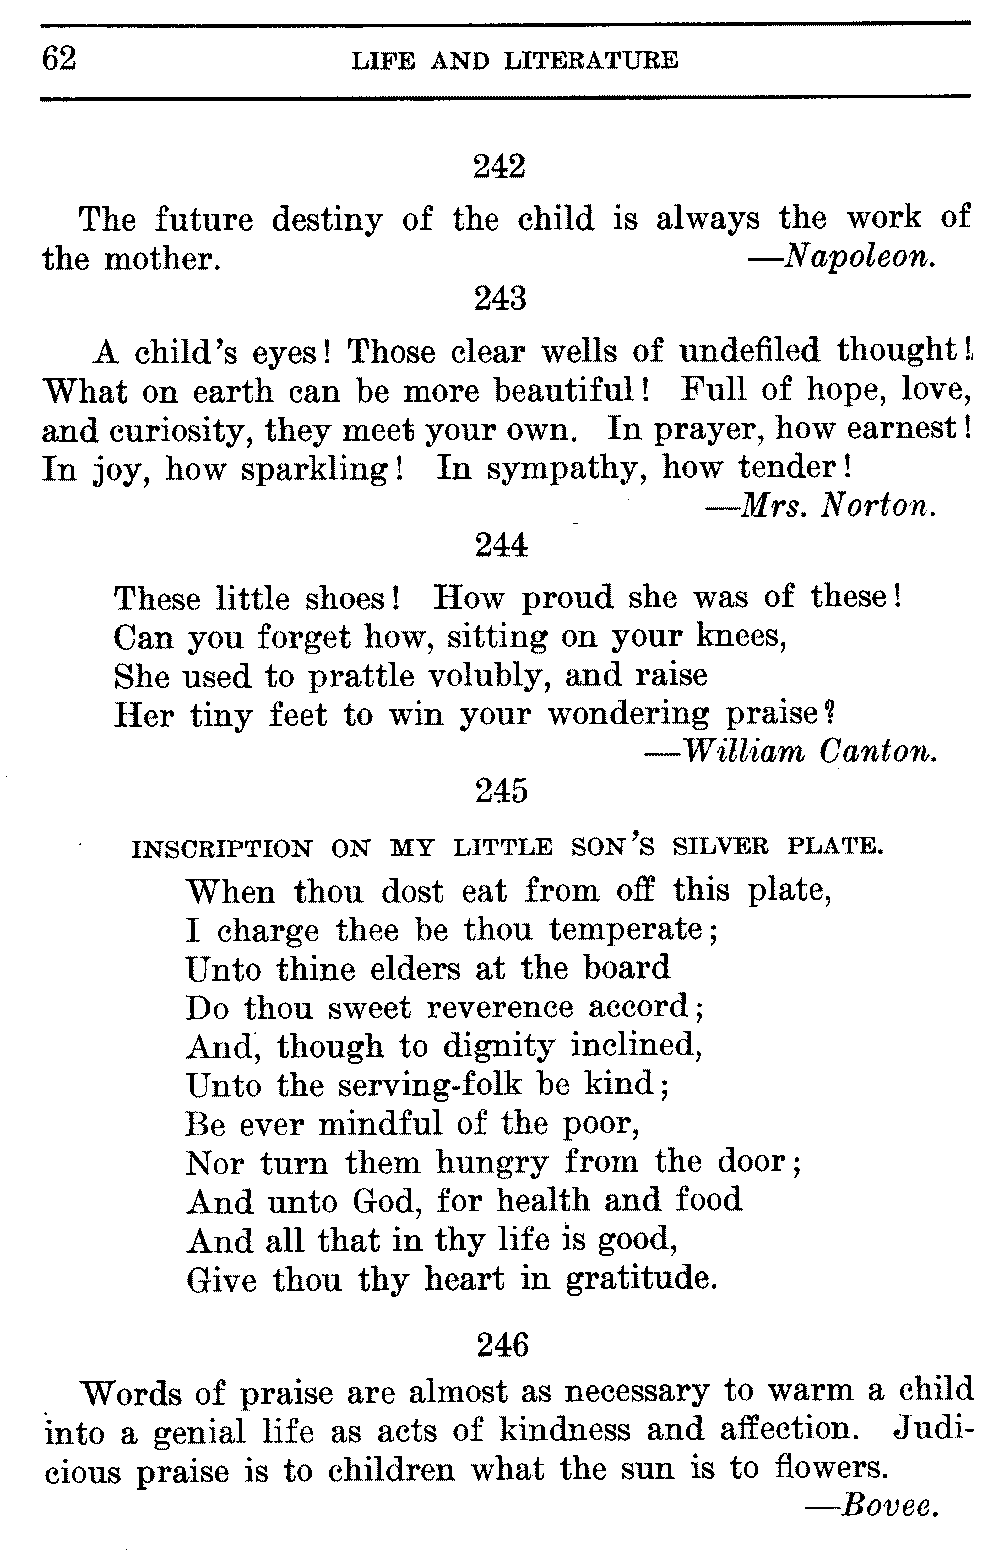 62 LIFE AND LITERATURE
242
The future destiny of the child is always the work of
the mother. —Napoleon.
243
A child's eyes! Those clear wells of undefiled thought!
What on earth can be more beautiful! Full of hope, love,
and curiosity, they meet your own. In prayer, how earnest!
In joy, how sparkling! In sympathy, how tender!
—Mrs. Norton.
244
These little shoes! How proud she was of these!
Can you forget how, sitting on your knees,
She used to prattle volubly, and raise
Her tiny feet to win your wondering praise?
—William Canton.
245
INSCRIPTION ON MY LITTLE SON'S SILVER PLATE.
When thou dost eat from off this plate,
I charge thee be thou temperate;
Unto thine elders at the board
Do thou sweet reverence accord;
And, though to dignity inclined,
Unto the serving-folk be kind;
Be ever mindful of the poor,
Nor turn them hungry from the door;
And unto God, for health and food
And all that in thy life is good,
Give thou thy heart in gratitude.
246
Words of praise are almost as necessary to warm a child
into a genial life as acts of kindness and affection. Judi-
cious praise is to children what the sun is to flowers.
—Bovee.